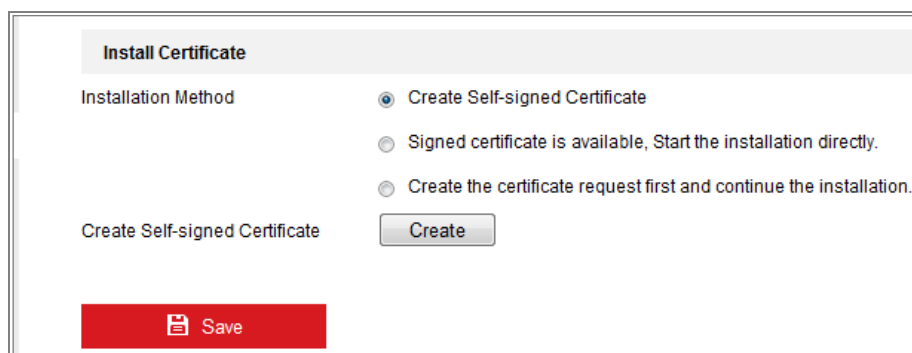 Install Certificate
Installation Method
Create Self-signed Certificate
Signed certificate is available, Start the installation directly.
Create the certificate request first and continue the installation.
Create Self-signed Certificate
Create
Save